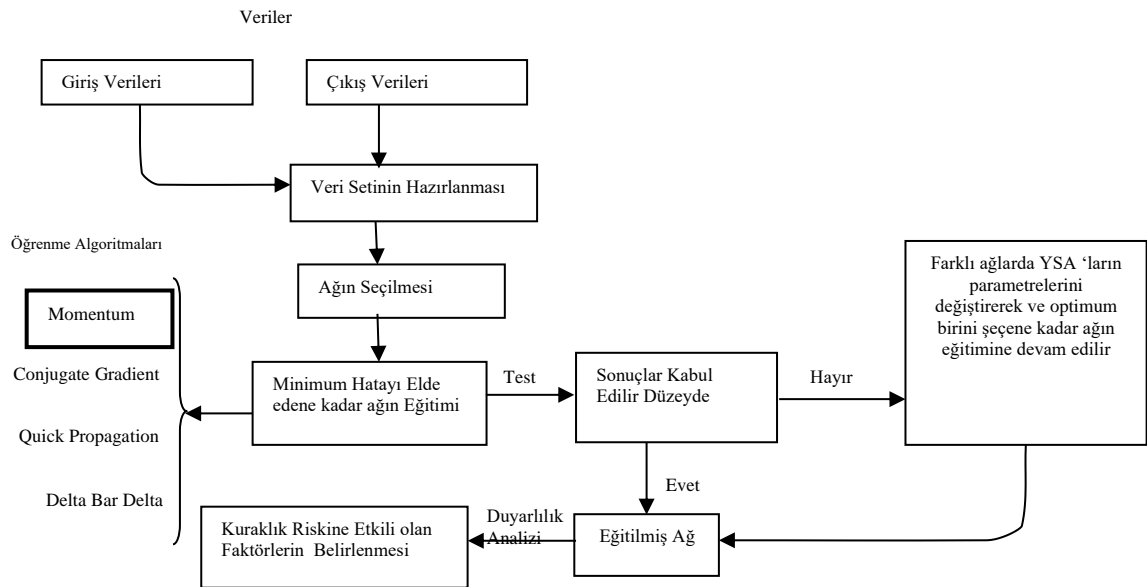 Veriler
Giriş Verileri
Çıkış Verileri
Veri Setinin Hazırlanması
Öğrenme Algoritmaları
Ağın Seçilmesi
Momentum
Conjugate Gradient
Quick Propagation
Delta Bar Delta
Minimum Hatayı Elde
edene kadar ağın Eğitimi
Test
Sonuçlar Kabul
Edilir Düzeyde
Hayır
Farklı ağlarda YSA ‘ların
parametrelerini
değiştirerek ve optimum
birini şeçene kadar ağın
eğitimine devam edilir
Evet
Eğitilmiş Ağ
Duyarlılık
Analizi
Kuraklık Riskine Etkili olan
Faktörlerin Belirlenmesi